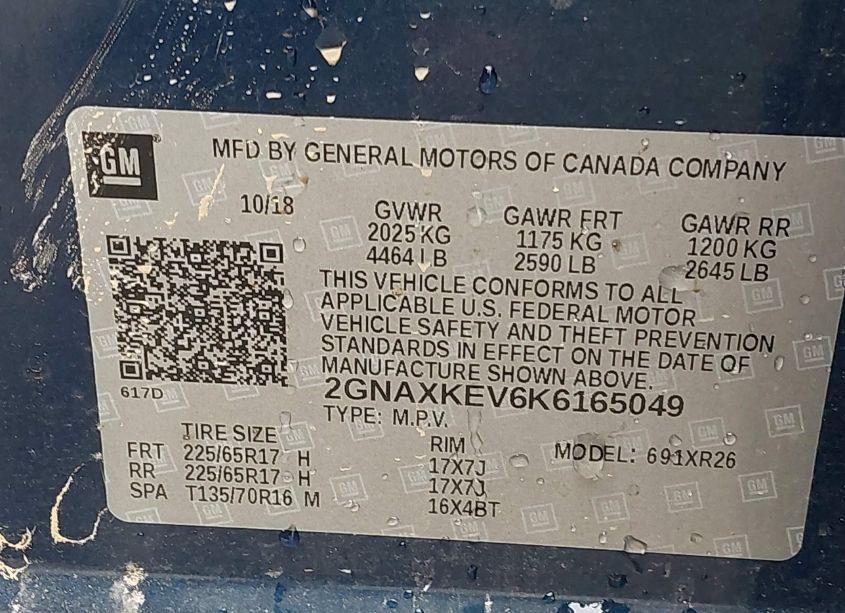 GM
MFD BY GENERAL MOTORS OF CANADA COMPANY
10/18
GVWR
2025 KG
4464 LB
GAWR FRT
1175 KG
2590 LB
GAWR RR
1200 KG
2645 LB
THIS VEHICLE CONFORMS TO ALL
APPLICABLE U.S. FEDERAL MOTOR
VEHICLE SAFETY AND THEFT PREVENTION
STANDARDS IN EFFECT ON THE DATE OF
MANUFACTURE SHOWN ABOVE.
617D
2GNAXKEV6K6165049
TYPE: M.P.V.
MODEL: 691XR26
TIRE SIZE RIM
FRT 225/65R17 H 17X7J
RR 225/65R17 H 17X7J
SPA T135/70R16 M 16X4BT